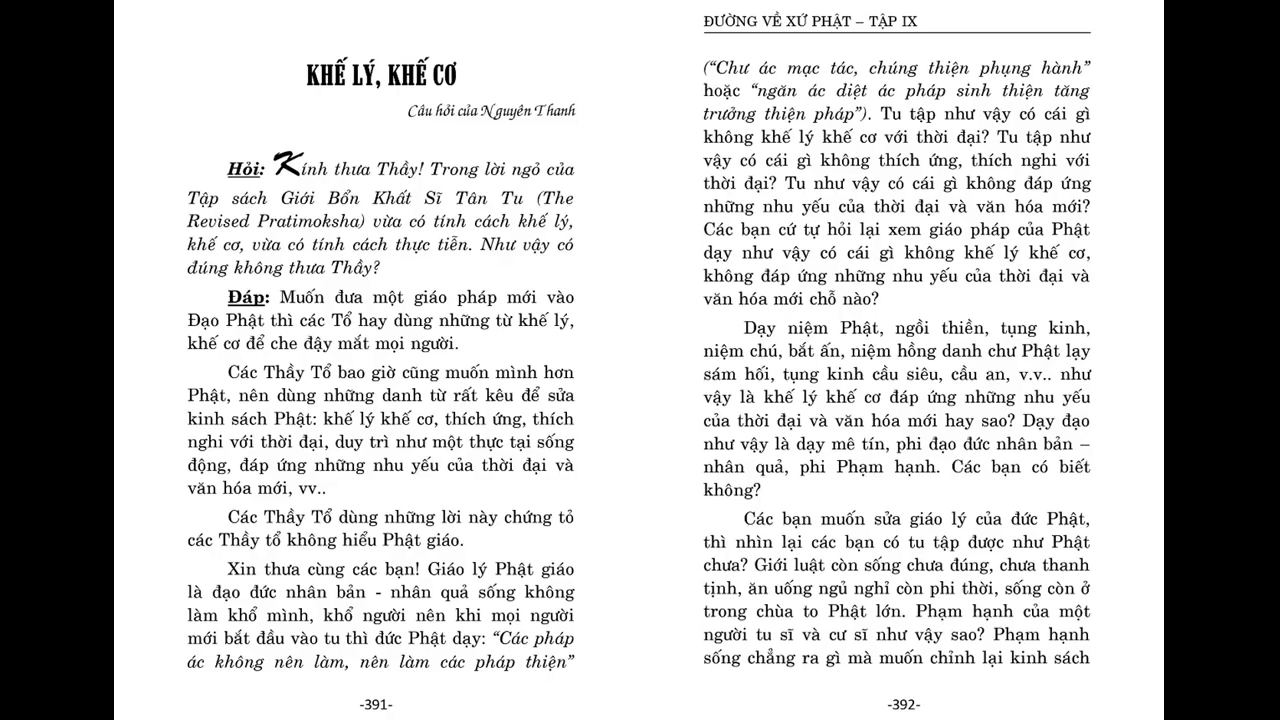 KHẾ LÝ, KHẾ CƠ
Câu hỏi của Nguyên Thanh
Hỏi: Kính thưa Thầy! Trong lời ngỏ của
Tập sách Giới Bổn Khất Sĩ Tân Tu (The
Revised Pratimoksha) vừa có tính cách khế lý,
khế cơ, vừa có tính cách thực tiễn. Như vậy có
đúng không thưa Thầy?
Đáp: Muốn đưa một giáo pháp mới vào
Đạo Phật thì các Tổ hay dùng những từ khế lý,
khế cơ để che đậy mắt mọi người.
Các Thầy Tổ bao giờ cũng muốn mình hơn
Phật, nên dùng những danh từ rất kêu để sửa
kinh sách Phật: khế lý khế cơ, thích ứng, thích
nghi với thời đại, duy trì như một thực tại sống
động, đáp ứng những nhu yếu của thời đại và
văn hóa mới, vv..
Các Thầy Tổ dùng những lời này chứng tỏ
các Thầy tổ không hiểu Phật giáo.
Xin thưa cùng các bạn! Giáo lý Phật giáo
là đạo đức nhân bản - nhân quả sống không
làm khổ mình, khổ người nên khi mọi người
mới bắt đầu vào tu thì đức Phật dạy: “Các pháp
ác không nên làm, nên làm các pháp thiện”
-391-
ĐƯỜNG VỀ XỨ PHẬT – TẬP IX
(“Chư ác mạc tác, chúng thiện phụng hành”
hoặc “ngăn ác diệt ác pháp sinh thiện tăng
trưởng thiện pháp”). Tu tập như vậy có cái gì
không khế lý khế cơ với thời đại? Tu tập như
vậy có cái gì không thích ứng, thích nghi với
thời đại? Tu như vậy có cái gì không đáp ứng
những nhu yếu của thời đại và văn hóa mới?
Các bạn cứ tự hỏi lại xem giáo pháp của Phật
dạy như vậy có cái gì không khế lý khế cơ,
không đáp ứng những nhu yếu của thời đại và
văn hóa mới chỗ nào?
Dạy niệm Phật, ngồi thiền, tụng kinh,
niệm chú, bắt ấn, niệm hồng danh chư Phật lạy
sám hối, tụng kinh cầu siêu, cầu an, v.v.. như
vậy là khế lý khế cơ đáp ứng những nhu yếu
của thời đại và văn hóa mới hay sao? Dạy đạo
như vậy là dạy mê tín, phi đạo đức nhân bản –
nhân quả, phi Phạm hạnh. Các bạn có biết
không?
Các bạn muốn sửa giáo lý của đức Phật,
thì nhìn lại các bạn có tu tập được như Phật
chưa? Giới luật còn sống chưa đúng, chưa thanh
tịnh, ăn uống ngủ nghỉ còn phi thời, sống còn ở
trong chùa to Phật lớn. Phạm hạnh của một
người tu sĩ và cư sĩ như vậy sao? Phạm hạnh
sống chẳng ra gì mà muốn chỉnh lại kinh sách
-392-